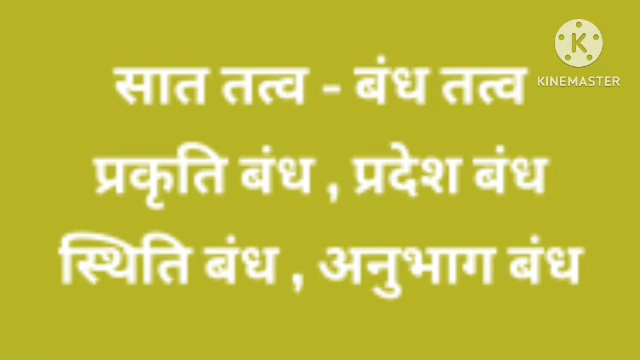 सात तत्व - बंध तत्व
KINEMASTER
प्रकृति बंध , प्रदेश बंध
स्थिति बंध , अनुभाग बंध